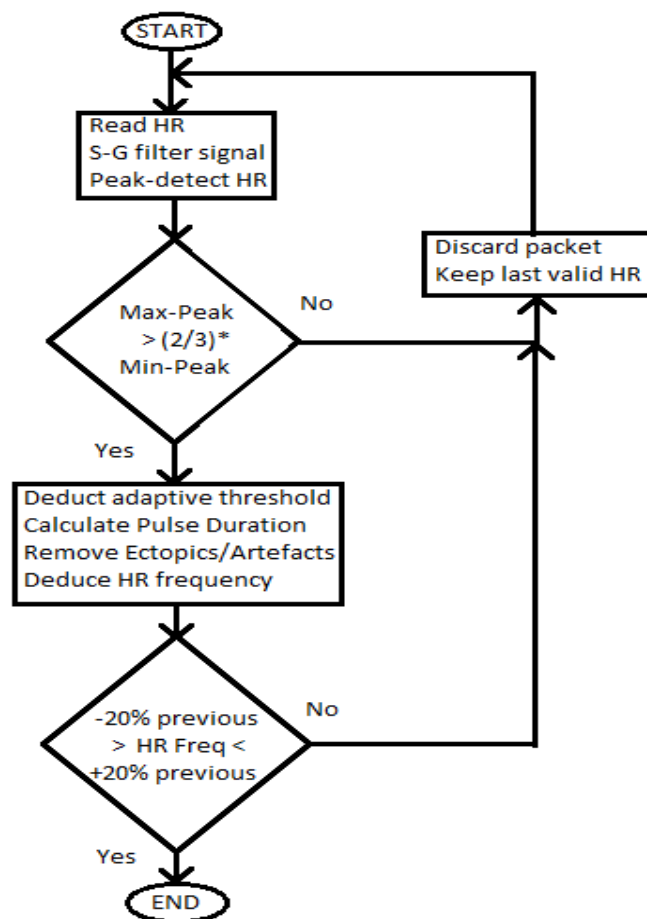 START
Read HR
S-G filter signal
Peak-detect HR
Discard packet
Keep last valid HR
Max-Peak
> (2/3)*
Min-Peak
No
Yes
Deduct adaptive threshold
Calculate Pulse Duration
Remove Ectopics/Artefacts
Deduce HR frequency
-20% previous
> HR Freq <
+20% previous
No
Yes
END